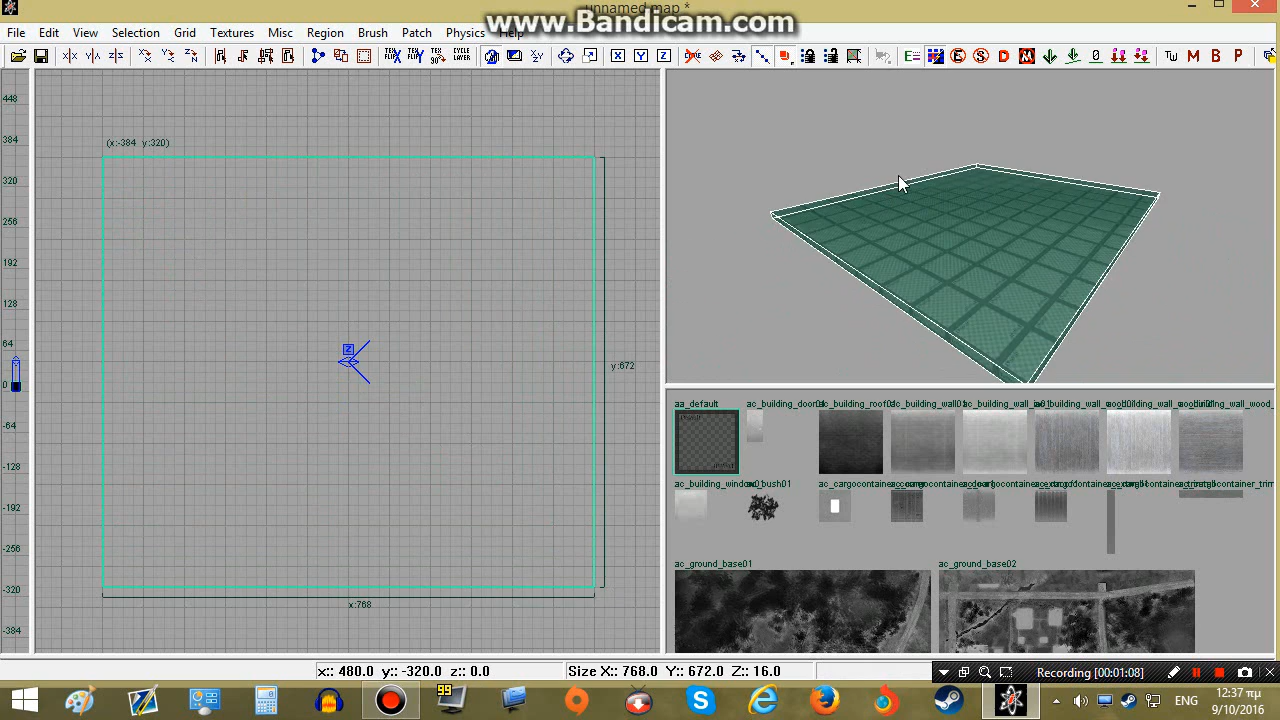 unnamed map *
www.Bandicam.com
File Edit View Selection Grid Textures Misc Region Brush Patch Physics Help
(x:-384 y:320)
448
384
320
256
192
128
64
0
-64
-128
-192
-256
-320
-384
Z
y:672
x:768
aa_default
ac_ground_base01 ac_ground_base02
x:: 480.0 y:: -320.0 z:: 0.0 Size X:: 768.0 Y:: 672.0 Z:: 16.0
Recording [00:01:08]
99
ΕΗΣ
12:37 πμ
9/10/2016